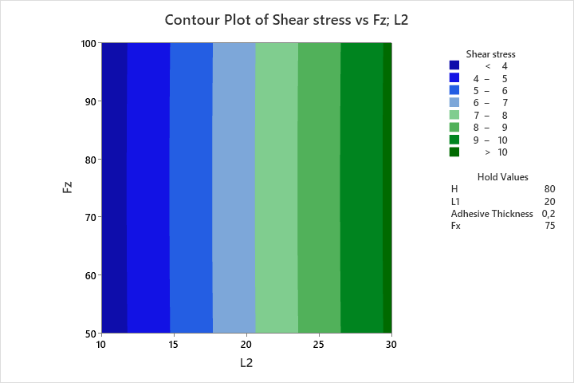 Contour Plot of Shear stress vs Fz; L2
100
90
80
70
60
50
Fz
10 15 20 25 30
L2
Shear stress
< 4
4 – 5
5 – 6
6 – 7
7 – 8
8 – 9
9 – 10
> 10
Hold Values
H 80
L1 20
Adhesive Thickness 0,2
Fx 75